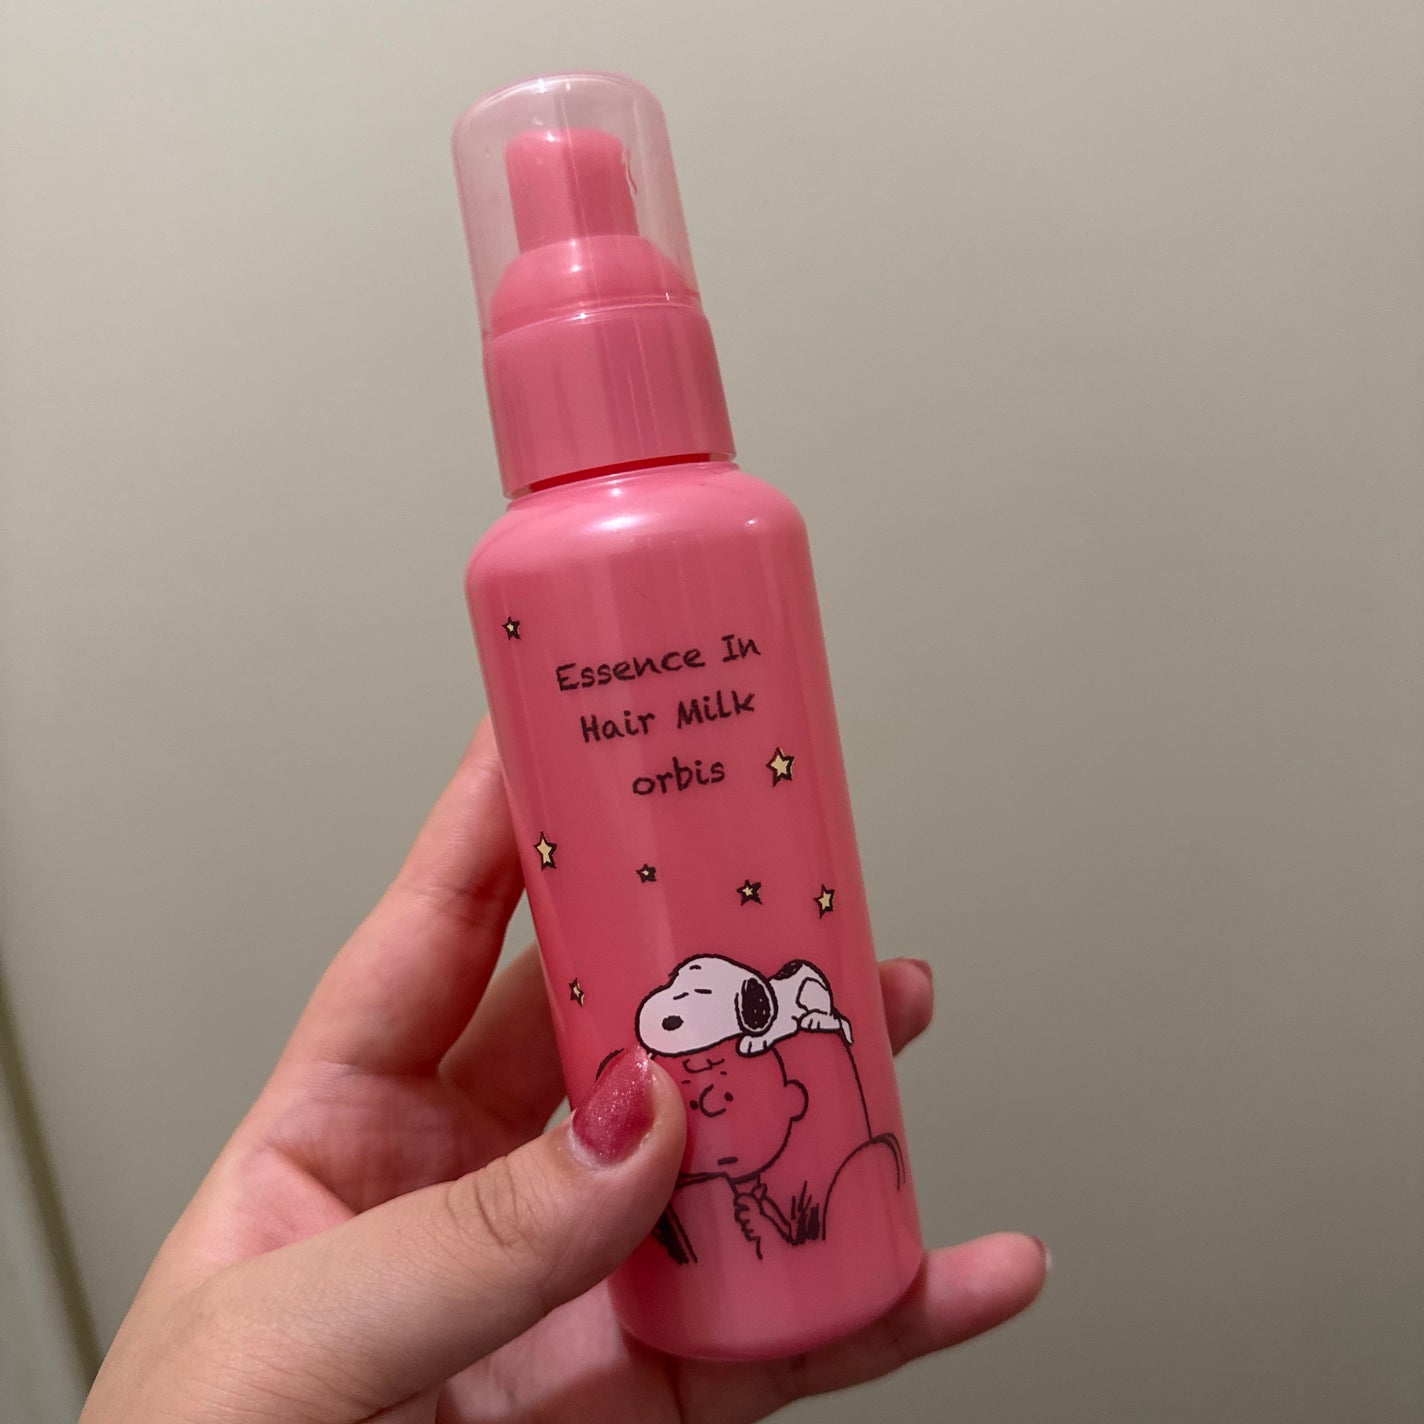 Essence In
Hair Milk
orbis